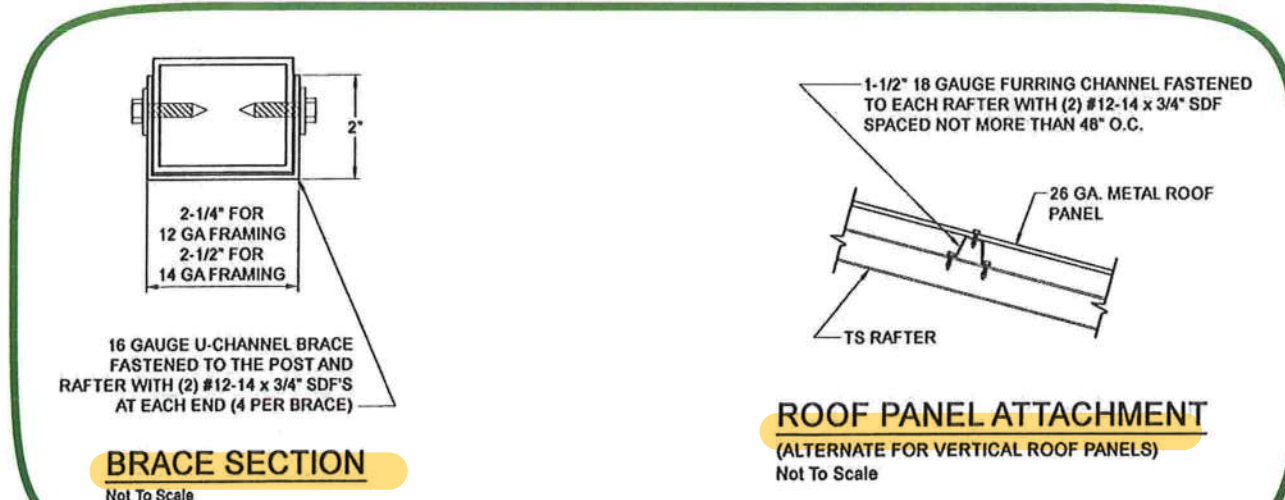 2"
2-1/4" FOR
12 GA FRAMING
2-1/2" FOR
14 GA FRAMING
16 GAUGE U-CHANNEL BRACE
FASTENED TO THE POST AND
RAFTER WITH (2) #12-14 x 3/4" SDF'S
AT EACH END (4 PER BRACE)
BRACE SECTION
Not To Scale
1-1/2" 18 GAUGE FURRING CHANNEL FASTENED
TO EACH RAFTER WITH (2) #12-14 x 3/4" SDF
SPACED NOT MORE THAN 48" O.C.
26 GA. METAL ROOF
PANEL
TS RAFTER
ROOF PANEL ATTACHMENT
(ALTERNATE FOR VERTICAL ROOF PANELS)
Not To Scale